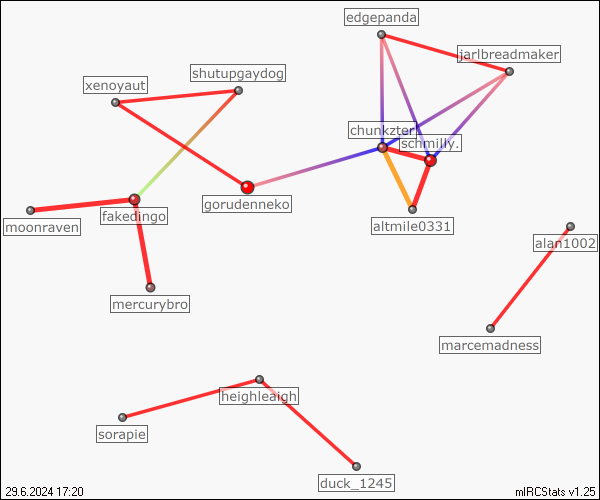 edgepanda
jarlbreadmaker
shutupgaydog
xenoyaut
chunkzter
schmilly.
gorudenneko
fakedingo
moonraven
altmile0331
alan1002
mercurybro
marcemadness
heighleaigh
sorapie
duck_1245
29.6.2024 17:20
mIRCStats v1.25